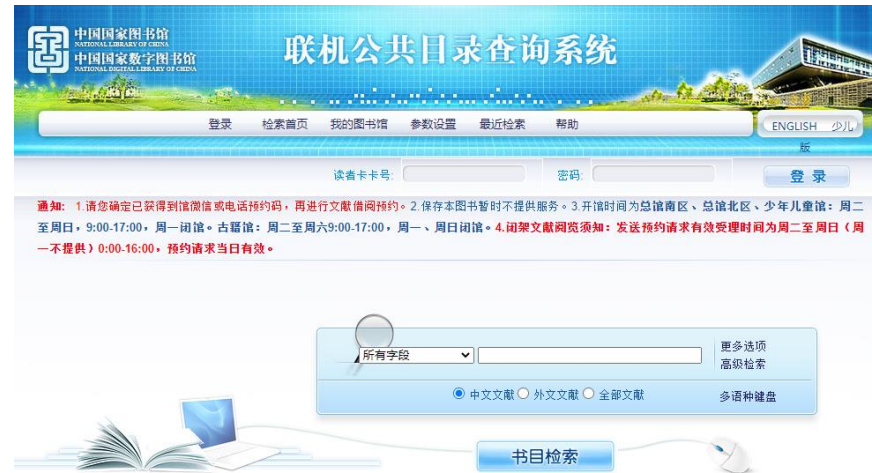 中国国家图书馆
NATIONAL LIBRARY OF CHINA
中国国家数字图书馆
NATIONAL DIGITAL LIBRARY OF CHINA
联机公共目录查询系统
登录 检索首页 我的图书馆 参数设置 最近检索 帮助 ENGLISH 少儿
版
读者卡卡号: 密码: 登 录
通知: 1.请您确定已获得到馆微信或电话预约码，再进行文献借阅预约。2.保存本图书暂时不提供服务。3.开馆时间为总馆南区、总馆北区、少年儿童馆：周二
至周日，9:00-17:00，周一闭馆。古籍馆：周二至周六9:00-17:00，周一、周日闭馆。4.闭架文献阅览须知：发送预约请求有效受理时间为周二至周日（周
一不提供）0:00-16:00，预约请求当日有效。
所有字段 更多选项
高级检索
中文文献 外文文献 全部文献 多语种键盘
书目检索